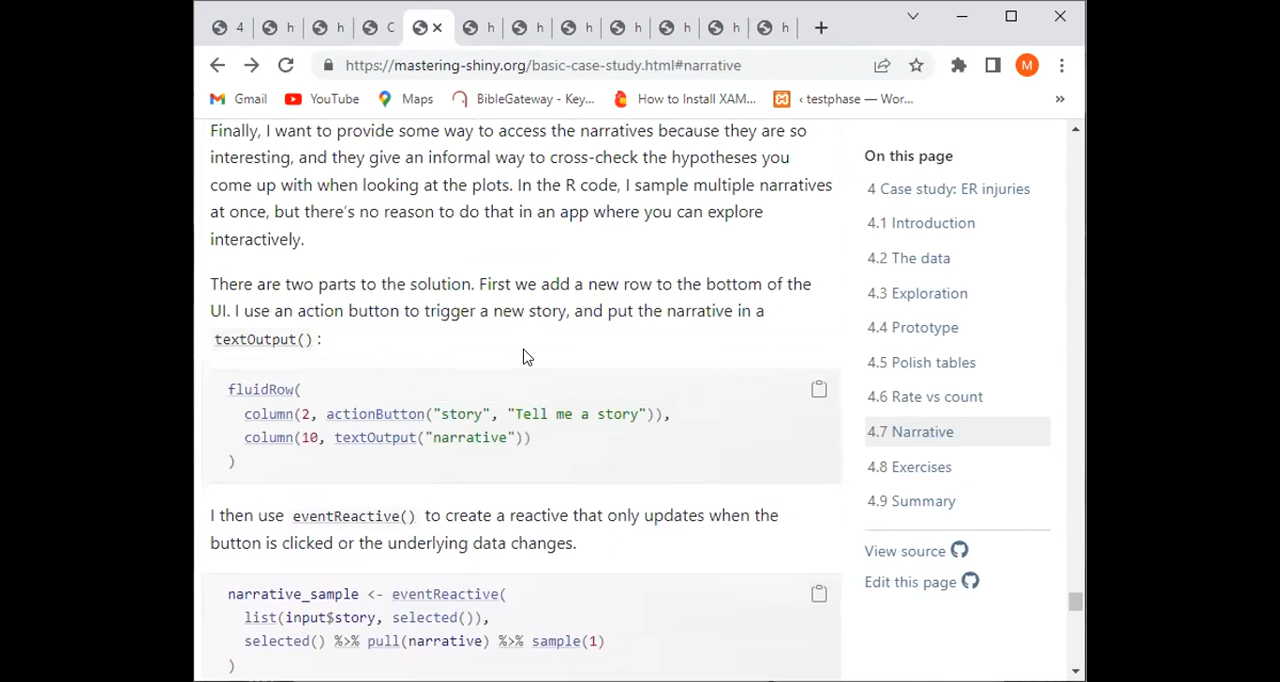 4
h
h
C
h
h
h
h
h
h
h
https://mastering-shiny.org/basic-case-study.html#narrative
M
Gmail
YouTube
Maps
BibleGateway - Key...
How to Install XAM...
‹ testphase — Wor...
»
Finally, I want to provide some way to access the narratives because they are so
interesting, and they give an informal way to cross-check the hypotheses you
come up with when looking at the plots. In the R code, I sample multiple narratives
at once, but there's no reason to do that in an app where you can explore
interactively.
There are two parts to the solution. First we add a new row to the bottom of the
UI. I use an action button to trigger a new story, and put the narrative in a
textOutput() :
fluidRow(
column(2, actionButton("story", "Tell me a story")),
column(10, textOutput("narrative"))
)
I then use eventReactive() to create a reactive that only updates when the
button is clicked or the underlying data changes.
narrative_sample <- eventReactive(
list(input$story, selected()),
selected() %>% pull(narrative) %>% sample(1)
)
On this page
4 Case study: ER injuries
4.1 Introduction
4.2 The data
4.3 Exploration
4.4 Prototype
4.5 Polish tables
4.6 Rate vs count
4.7 Narrative
4.8 Exercises
4.9 Summary
View source
Edit this page